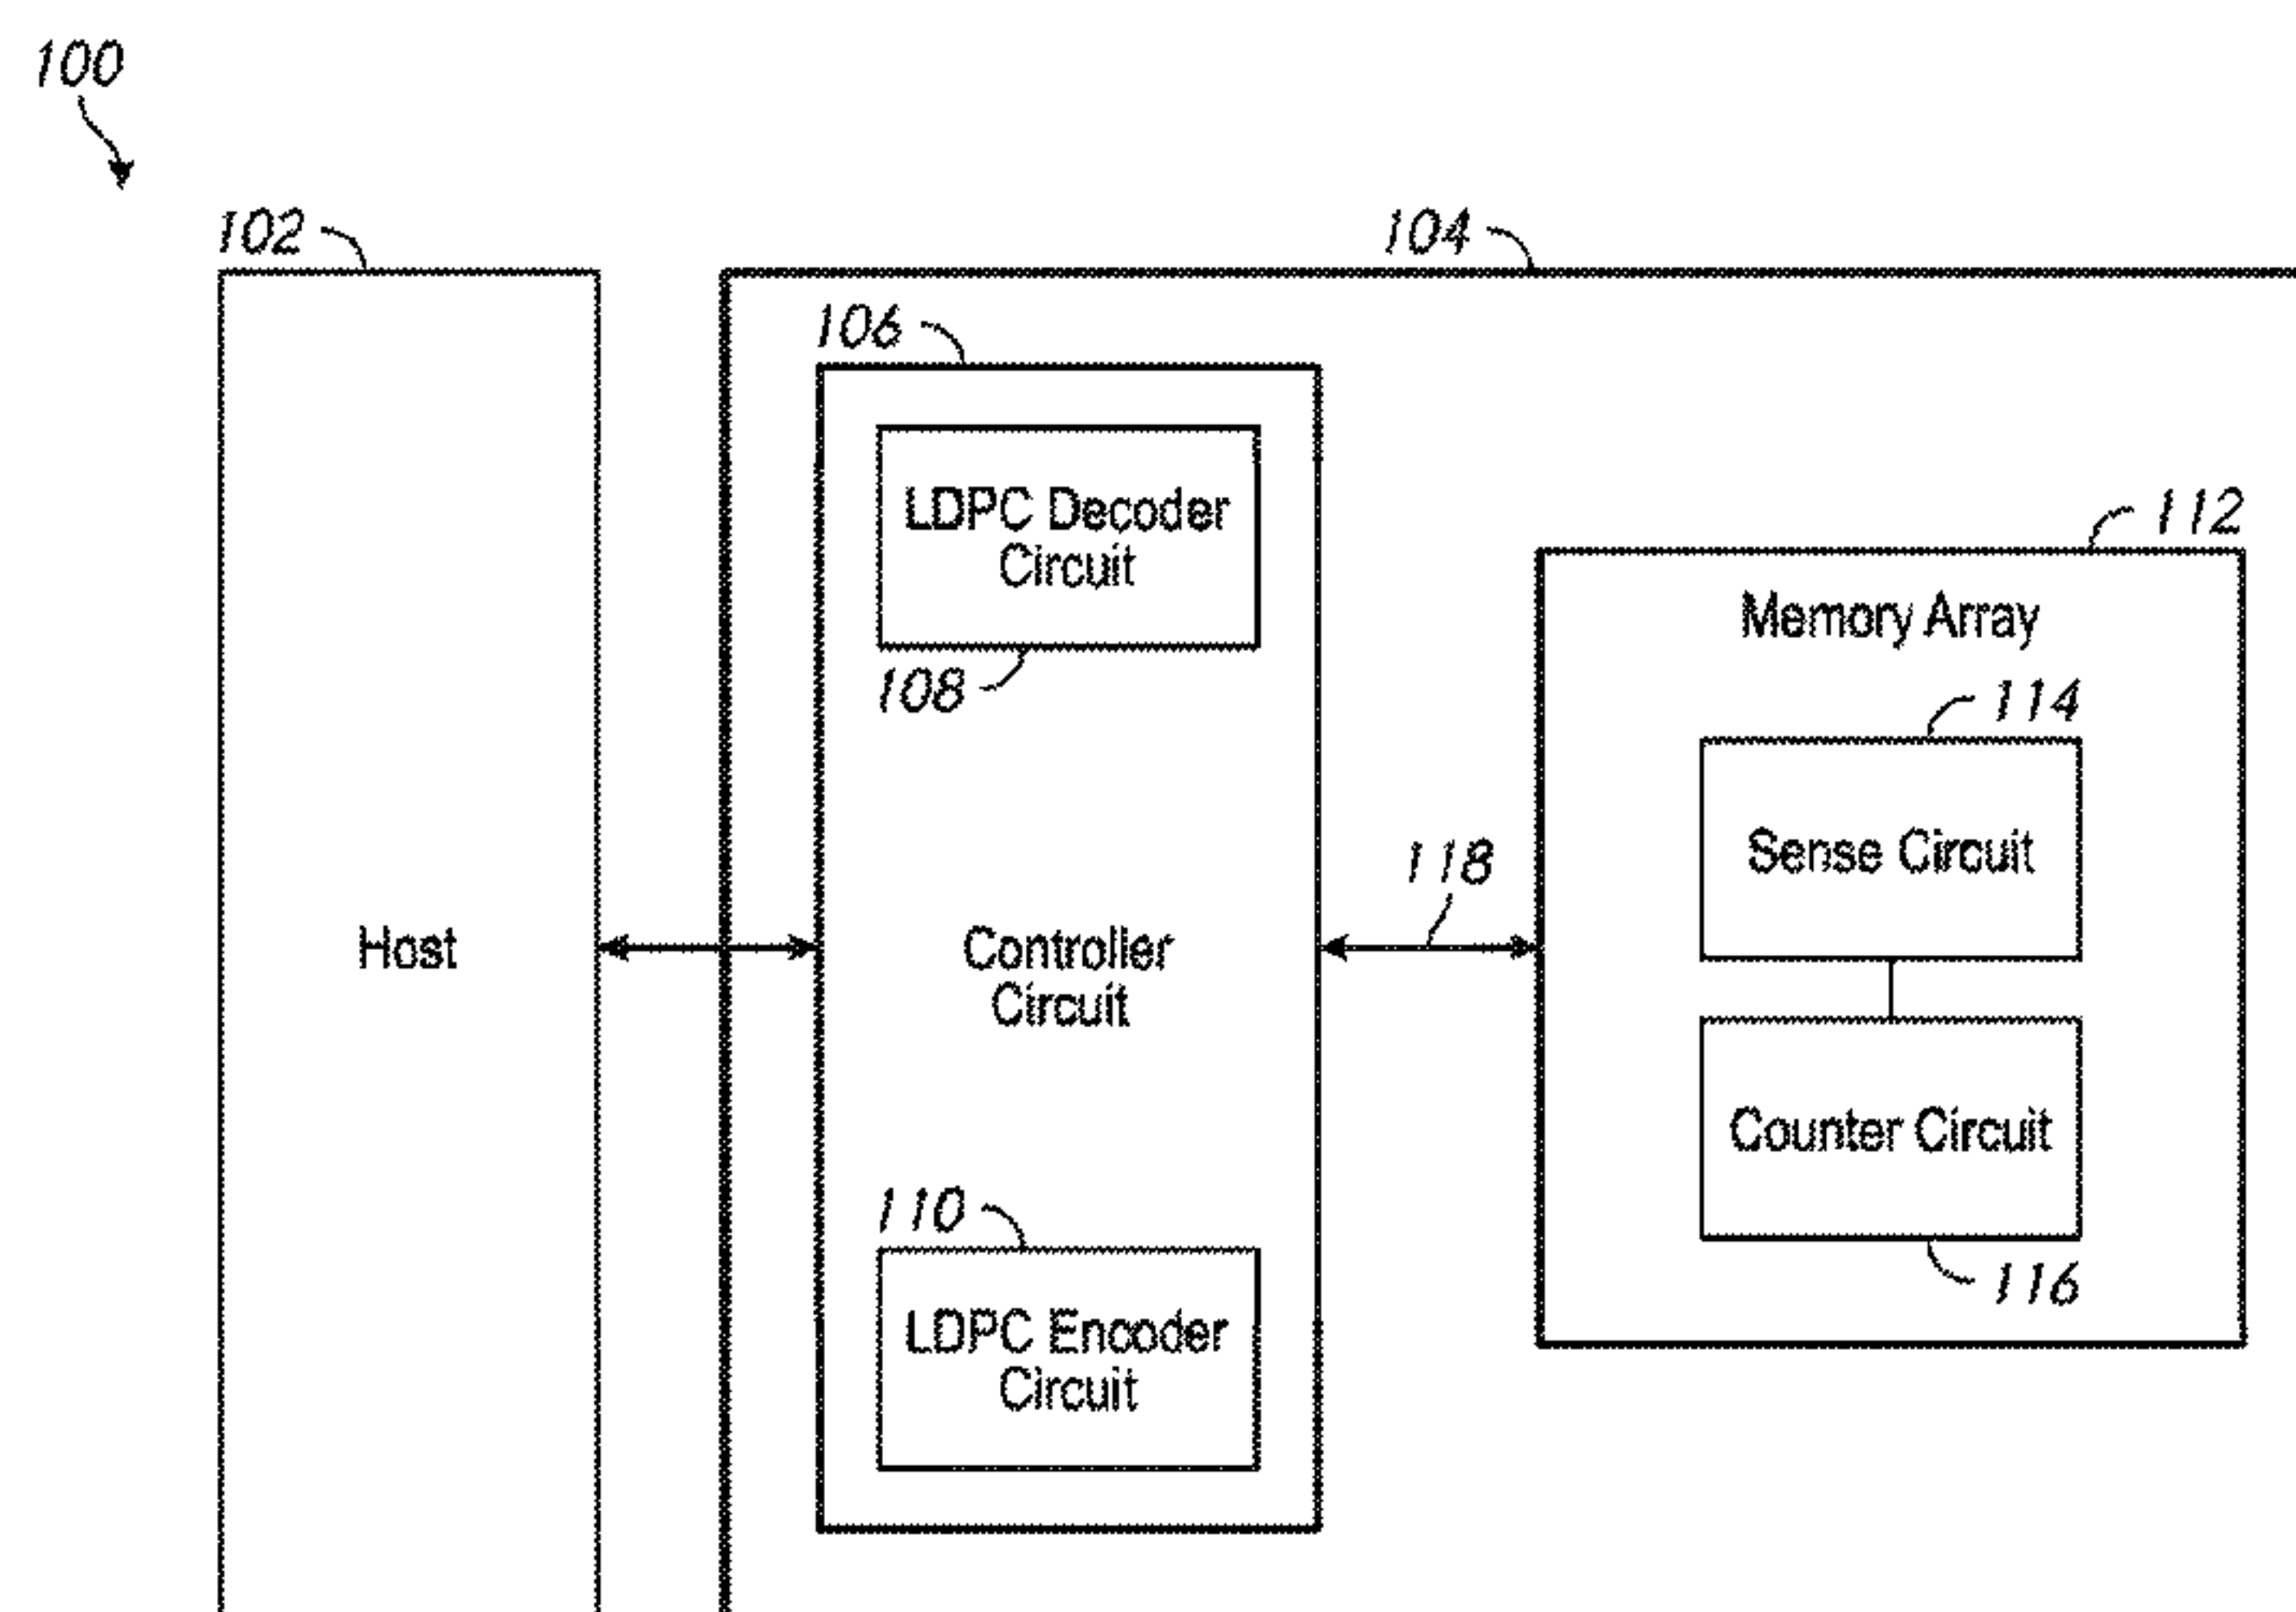 100
102
104
106
LDPC Decoder
Circuit
108
112
Memory Array
114
Sense Circuit
118
Host
Controller
Circuit
Counter Circuit
116
110
LDPC Encoder
Circuit